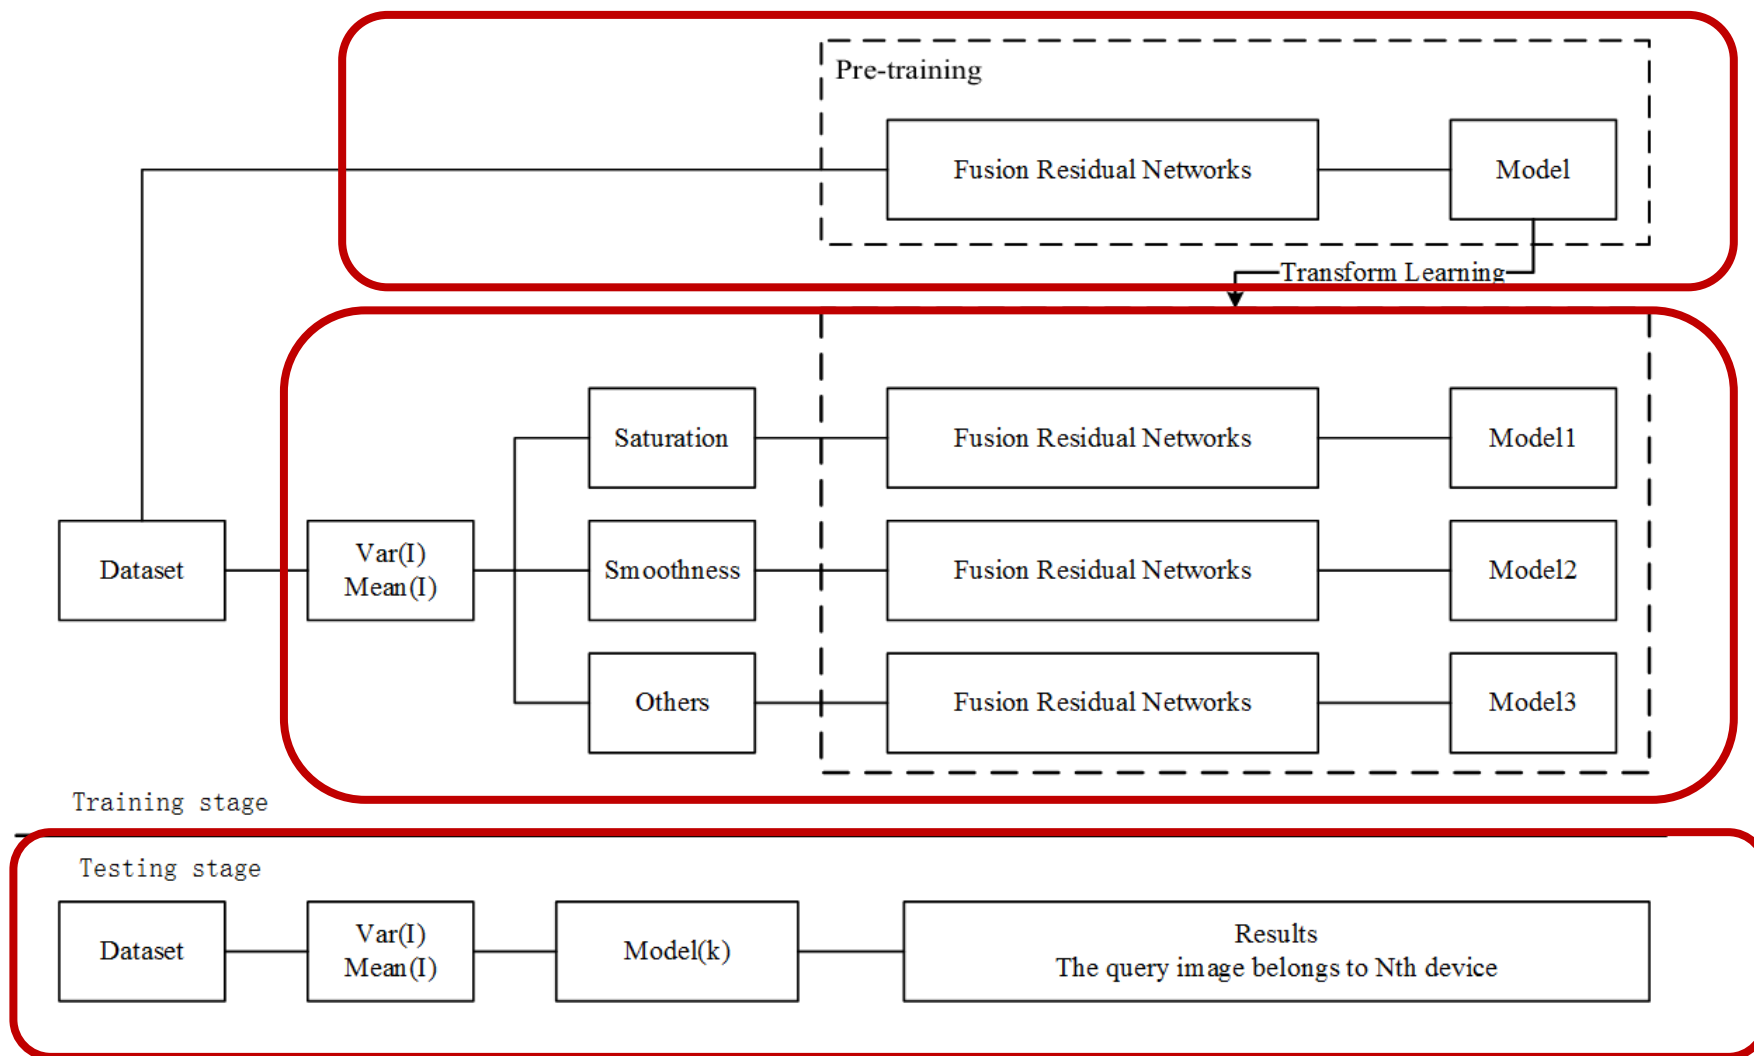 Pre-training
Fusion Residual Networks
Model
Transform Learning
Saturation
Fusion Residual Networks
Model1
Dataset
Var(I)
Mean(I)
Smoothness
Fusion Residual Networks
Model2
Others
Fusion Residual Networks
Model3
Training stage
Testing stage
Dataset
Var(I)
Mean(I)
Model(k)
Results
The query image belongs to Nth device